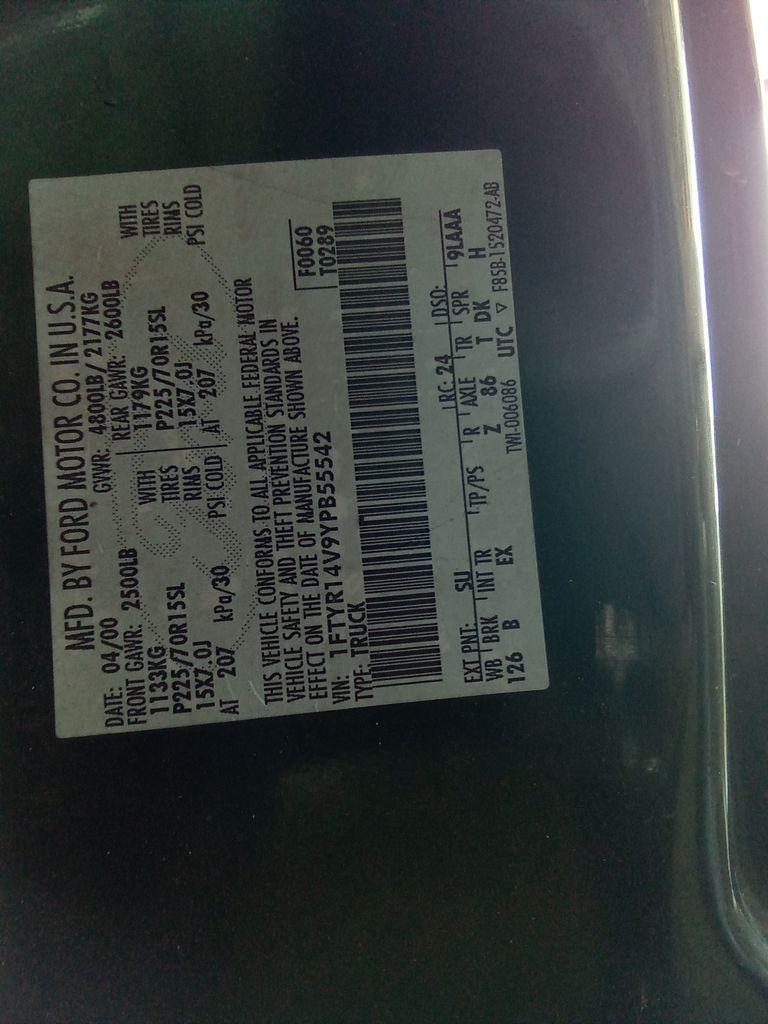 MFD. BY FORD MOTOR CO. IN U.S.A.
DATE: 04/00 GVWR: 4800LB/ 2177KG
FRONT GAWR: 2500LB REAR GAWR: 2600LB
1133KG WITH 1179KG WITH
P225/70R15SL TIRES P225/70R15SL TIRES
15X7.0J RIMS 15X7.0J RIMS
AT 207 kPa/30 PSI COLD AT 207 kPa/30 PSI COLD
THIS VEHICLE CONFORMS TO ALL APPLICABLE FEDERAL MOTOR
VEHICLE SAFETY AND THEFT PREVENTION STANDARDS IN
EFFECT ON THE DATE OF MANUFACTURE SHOWN ABOVE.
VIN: 1FTYR14V9YPB55542 F0060
TYPE: TRUCK T0289
EXT PNT: SU RC: 24 DSO:
WB BRK INT TR TP/PS R AXLE TR SPR 9LAAA
126 B EX Z 86 T DK H
TWI-006086 UTC ▽ F85B-1520472-AB